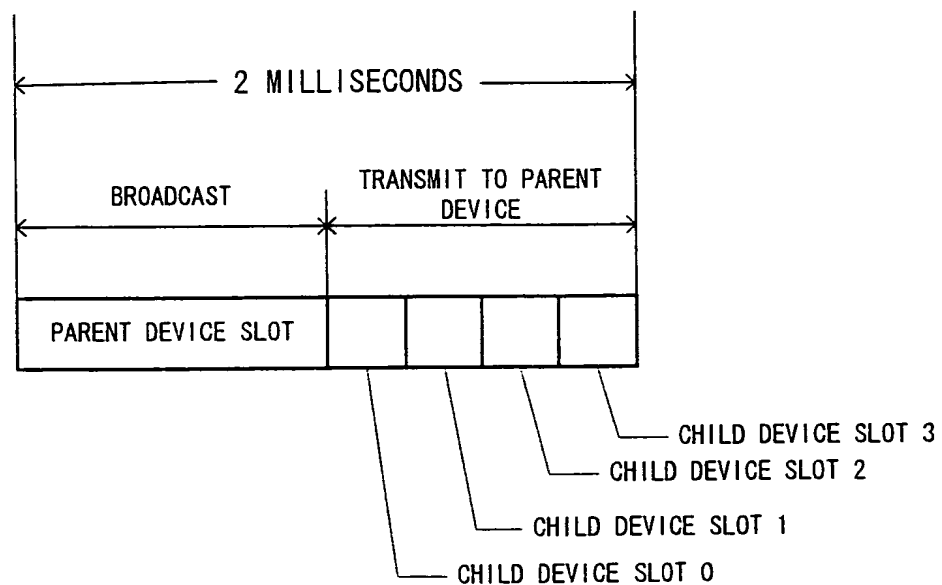 2 MILLISECONDS
BROADCAST
TRANSMIT TO PARENT
DEVICE
PARENT DEVICE SLOT
CHILD DEVICE SLOT 3
CHILD DEVICE SLOT 2
CHILD DEVICE SLOT 1
CHILD DEVICE SLOT 0